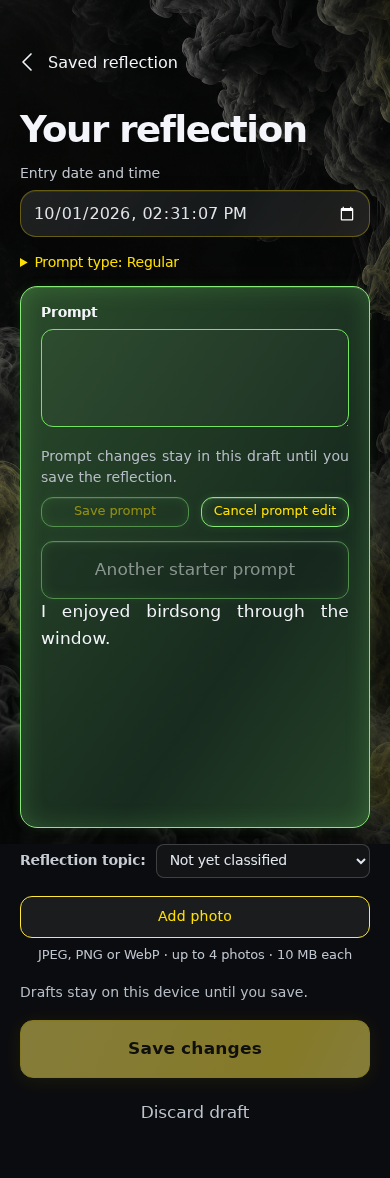 Saved reflection
Your reflection
Entry date and time
10/01/2026, 02:31:07 PM
Prompt type: Regular
Prompt
Prompt changes stay in this draft until you
save the reflection.
Save prompt
Cancel prompt edit
Another starter prompt
I enjoyed birdsong through the
window.
Reflection topic:
Not yet classified
Add photo
JPEG, PNG or WebP · up to 4 photos · 10 MB each
Drafts stay on this device until you save.
Save changes
Discard draft